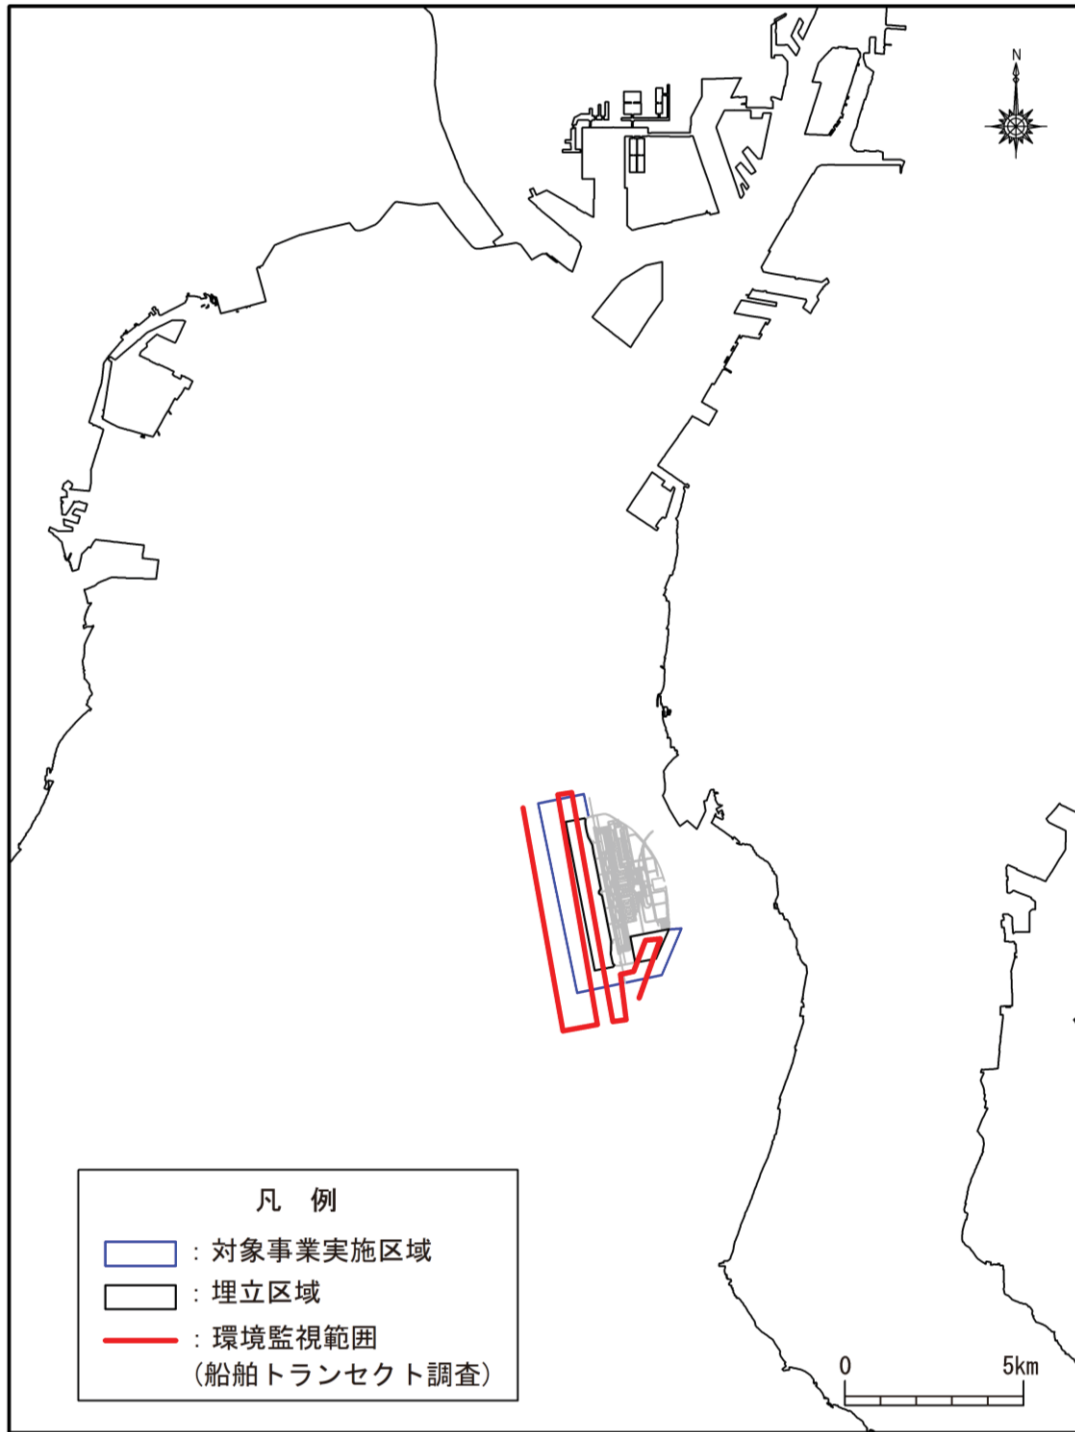 N
凡 例
: 対象事業実施区域
: 埋立区域
: 環境監視範囲
(船舶トランセクト調査)
0 5km